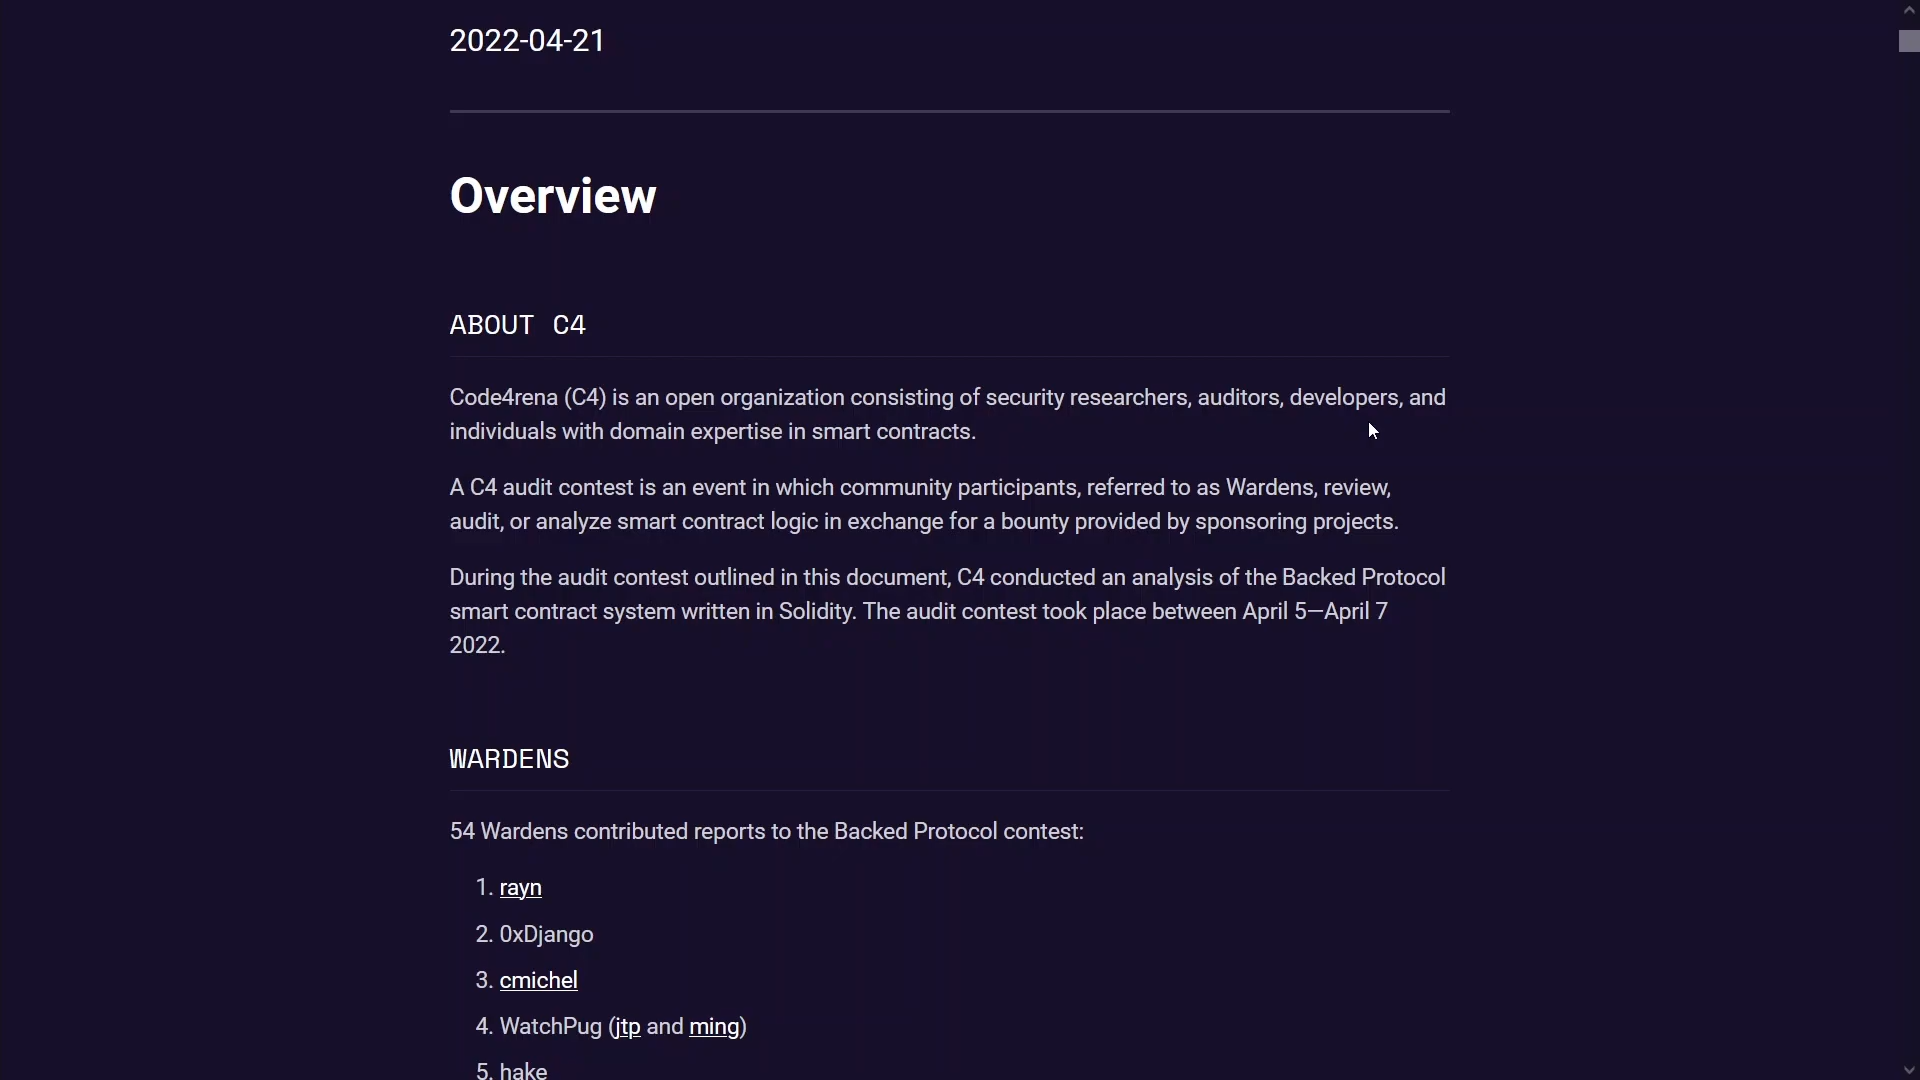 2022-04-21
Overview
ABOUT C4
Code4rena (C4) is an open organization consisting of security researchers, auditors, developers, and
individuals with domain expertise in smart contracts.
A C4 audit contest is an event in which community participants, referred to as Wardens, review,
audit, or analyze smart contract logic in exchange for a bounty provided by sponsoring projects.
During the audit contest outlined in this document, C4 conducted an analysis of the Backed Protocol
smart contract system written in Solidity. The audit contest took place between April 5—April 7
2022.
WARDENS
54 Wardens contributed reports to the Backed Protocol contest:
1. rayn
2. 0xDjango
3. cmichel
4. WatchPug (jtp and ming)
5. hake